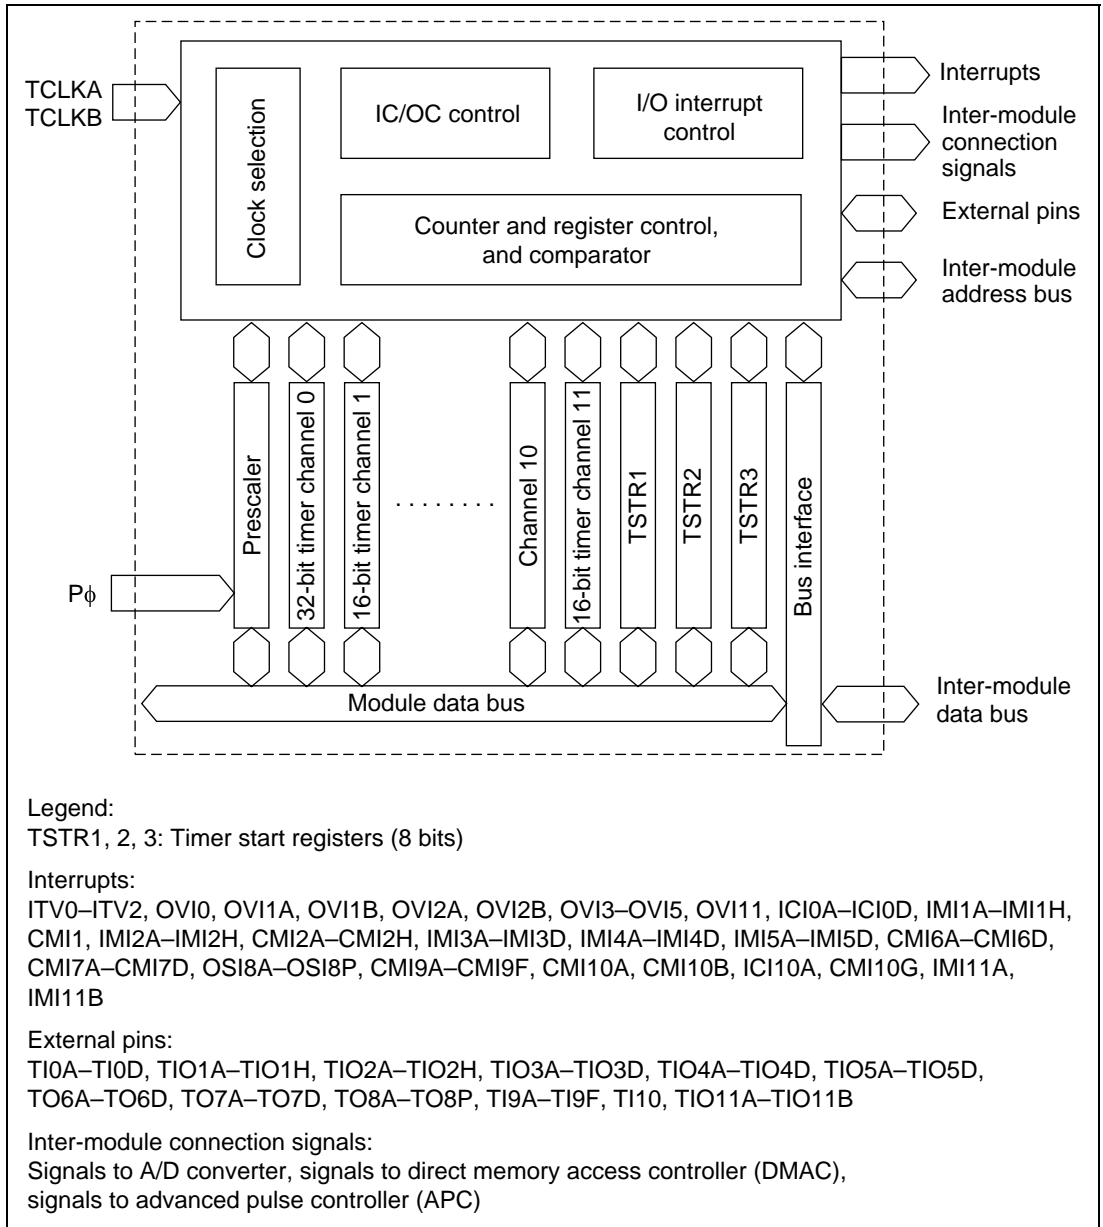 TCLKA
TCLKB
Clock selection
IC/OC control
I/O interrupt
control
Counter and register control,
and comparator
Interrupts
Inter-module
connection
signals
External pins
Inter-module
address bus
Pϕ
Prescaler
32-bit timer channel 0
16-bit timer channel 1
. . . . . . . .
Channel 10
16-bit timer channel 11
TSTR1
TSTR2
TSTR3
Bus interface
Module data bus
Inter-module
data bus
Legend:
TSTR1, 2, 3: Timer start registers (8 bits)
Interrupts:
ITV0–ITV2, OVI0, OVI1A, OVI1B, OVI2A, OVI2B, OVI3–OVI5, OVI11, ICI0A–ICI0D, IMI1A–IMI1H,
CMI1, IMI2A–IMI2H, CMI2A–CMI2H, IMI3A–IMI3D, IMI4A–IMI4D, IMI5A–IMI5D, CMI6A–CMI6D,
CMI7A–CMI7D, OSI8A–OSI8P, CMI9A–CMI9F, CMI10A, CMI10B, ICI10A, CMI10G, IMI11A,
IMI11B
External pins:
TI0A–TI0D, TIO1A–TIO1H, TIO2A–TIO2H, TIO3A–TIO3D, TIO4A–TIO4D, TIO5A–TIO5D,
TO6A–TO6D, TO7A–TO7D, TO8A–TO8P, TI9A–TI9F, TI10, TIO11A–TIO11B
Inter-module connection signals:
Signals to A/D converter, signals to direct memory access controller (DMAC),
signals to advanced pulse controller (APC)